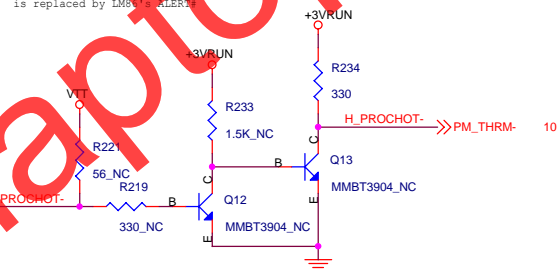 is replaced by LM86's ALERT#
+3VRUN
+3VRUN
R234
330
VTT
R233
1.5K_NC
H_PROCHOT-
PM_THRM-
10
R221
56_NC
C
B
Q13
MMBT3904_NC
E
PROCHOT-
R219
330_NC
B
C
Q12
MMBT3904_NC
E
aptop